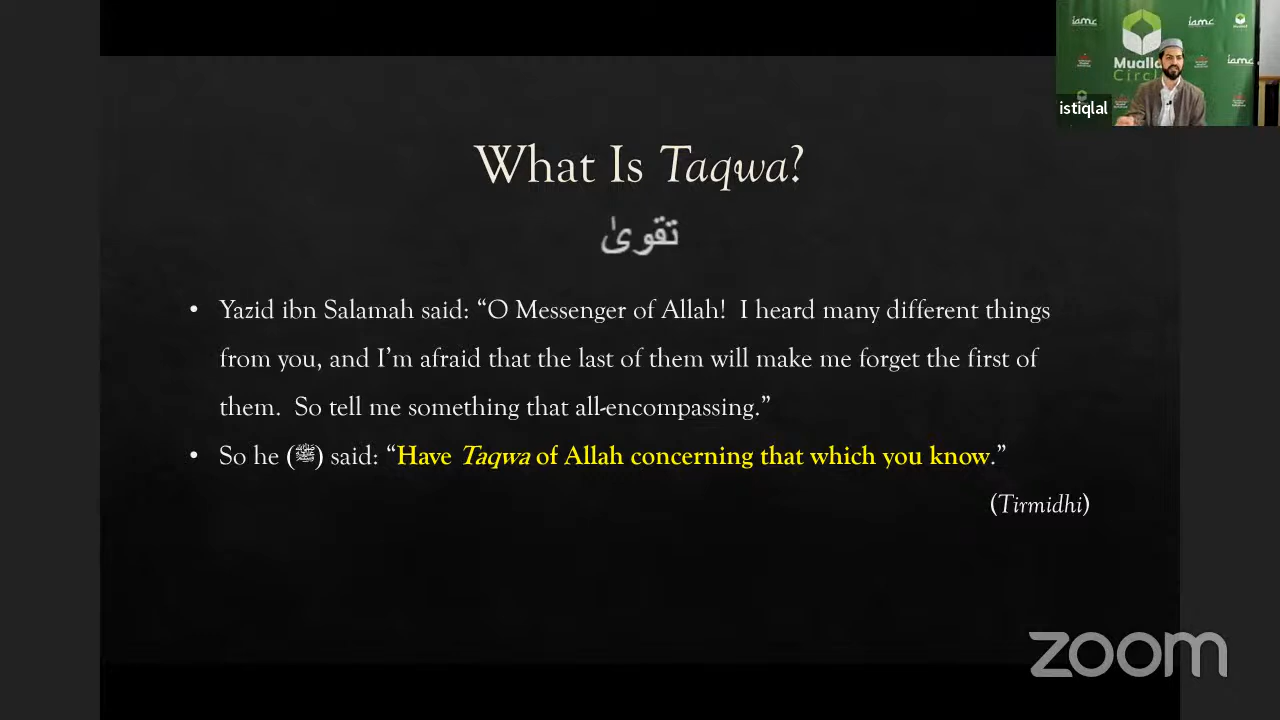 iamc
iamc
Mualla
Circl
iamc
istiqlal
What Is Taqwa?
تقویٰ
• Yazid ibn Salamah said: “O Messenger of Allah!  I heard many different things
from you, and I’m afraid that the last of them will make me forget the first of
them.  So tell me something that all-encompassing.”
• So he (ﷺ) said: “Have Taqwa of Allah concerning that which you know.”
(Tirmidhi)
zoom